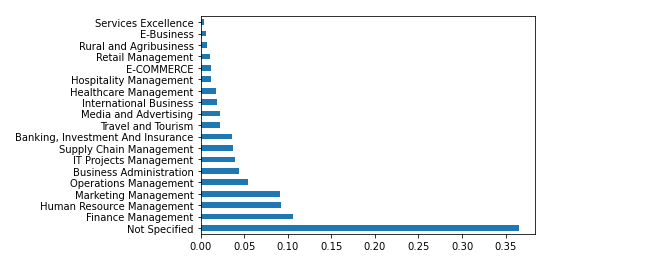 Services Excellence
E-Business
Rural and Agribusiness
Retail Management
E-COMMERCE
Hospitality Management
Healthcare Management
International Business
Media and Advertising
Travel and Tourism
Banking, Investment And Insurance
Supply Chain Management
IT Projects Management
Business Administration
Operations Management
Marketing Management
Human Resource Management
Finance Management
Not Specified
0.00 0.05 0.10 0.15 0.20 0.25 0.30 0.35